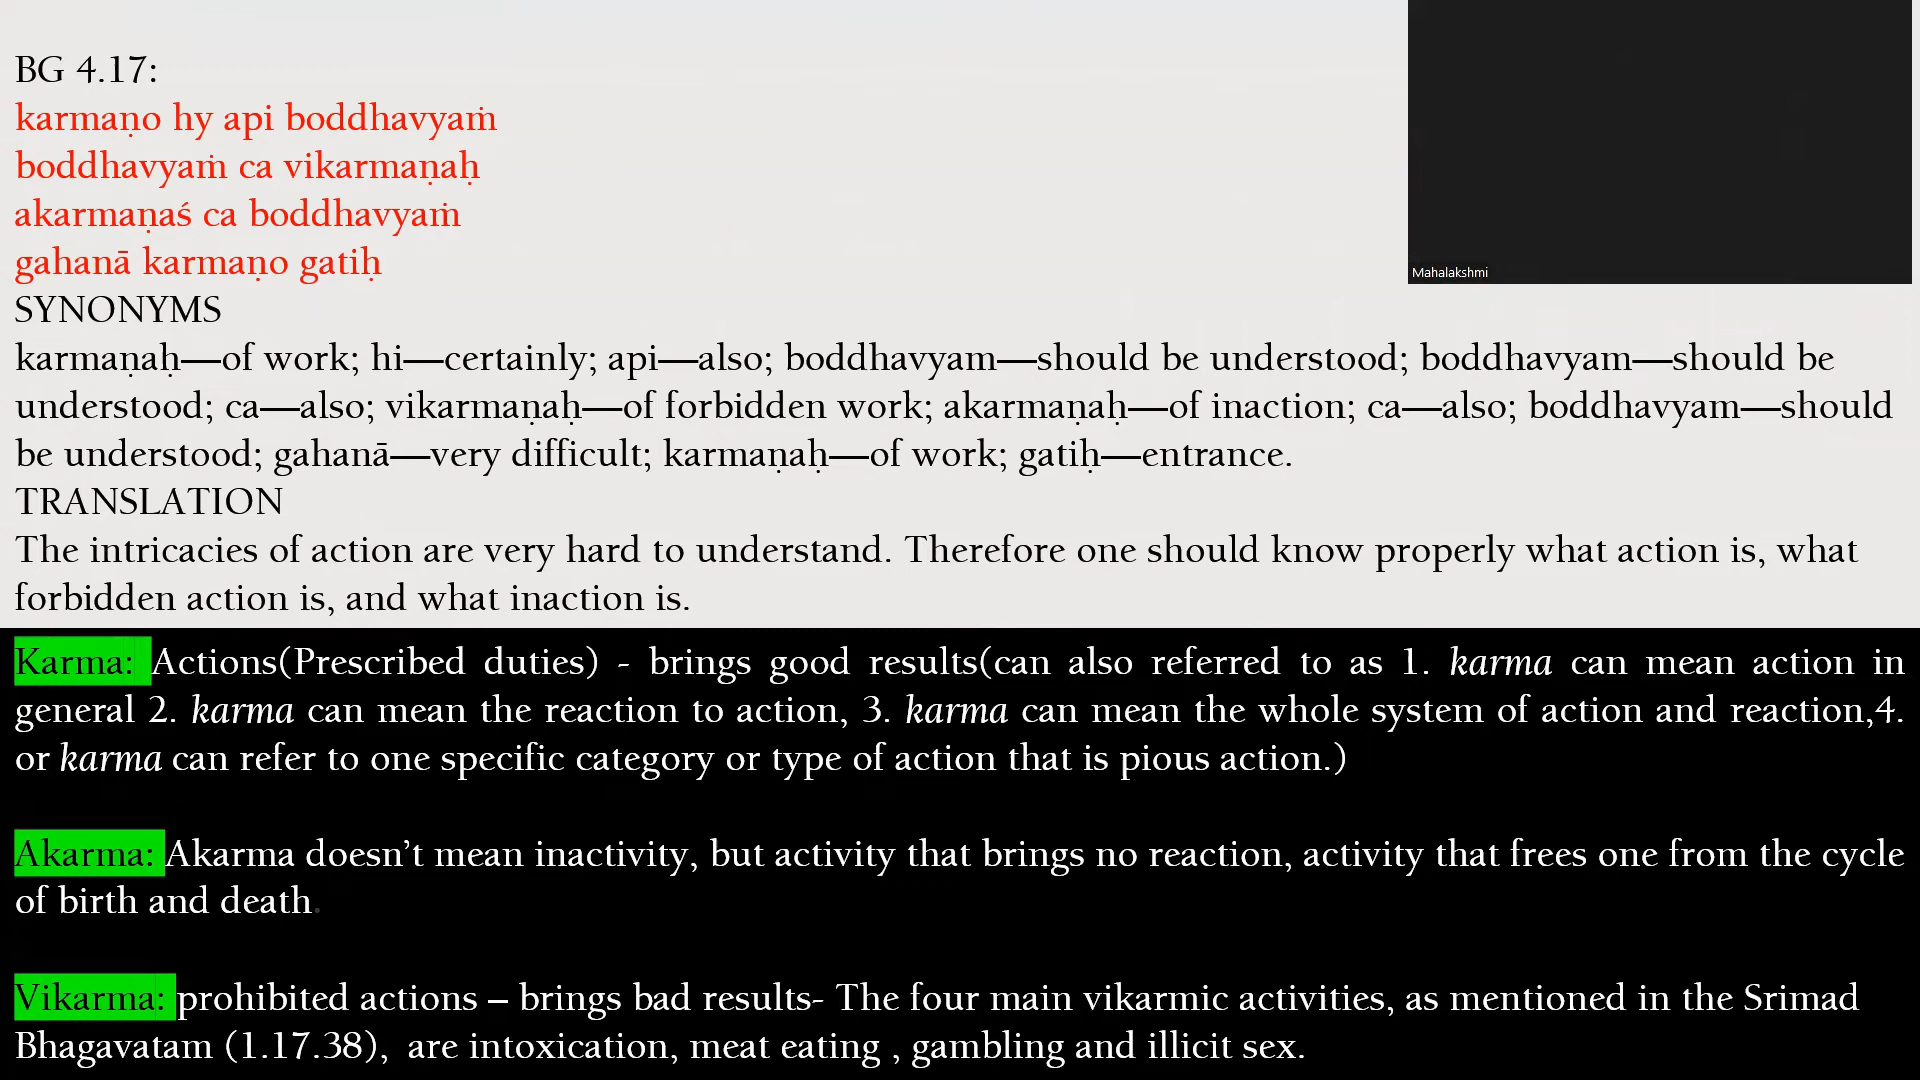 BG 4.17:
karmaṇo hy api boddhavyaṁ
boddhavyaṁ ca vikarmaṇaḥ
akarmaṇaś ca boddhavyaṁ
gahanā karmaṇo gatiḥ
Mahalakshmi
SYNONYMS
karmaṇaḥ—of work; hi—certainly; api—also; boddhavyam—should be understood; boddhavyam—should be
understood; ca—also; vikarmaṇaḥ—of forbidden work; akarmaṇaḥ—of inaction; ca—also; boddhavyam—should
be understood; gahanā—very difficult; karmaṇaḥ—of work; gatiḥ—entrance.
TRANSLATION
The intricacies of action are very hard to understand. Therefore one should know properly what action is, what
forbidden action is, and what inaction is.
Karma: Actions(Prescribed duties) - brings good results(can also referred to as 1. karma can mean action in
general 2. karma can mean the reaction to action, 3. karma can mean the whole system of action and reaction,4.
or karma can refer to one specific category or type of action that is pious action.)
Akarma: Akarma doesn’t mean inactivity, but activity that brings no reaction, activity that frees one from the cycle
of birth and death.
Vikarma: prohibited actions – brings bad results- The four main vikarmic activities, as mentioned in the Srimad
Bhagavatam (1.17.38),  are intoxication, meat eating , gambling and illicit sex.